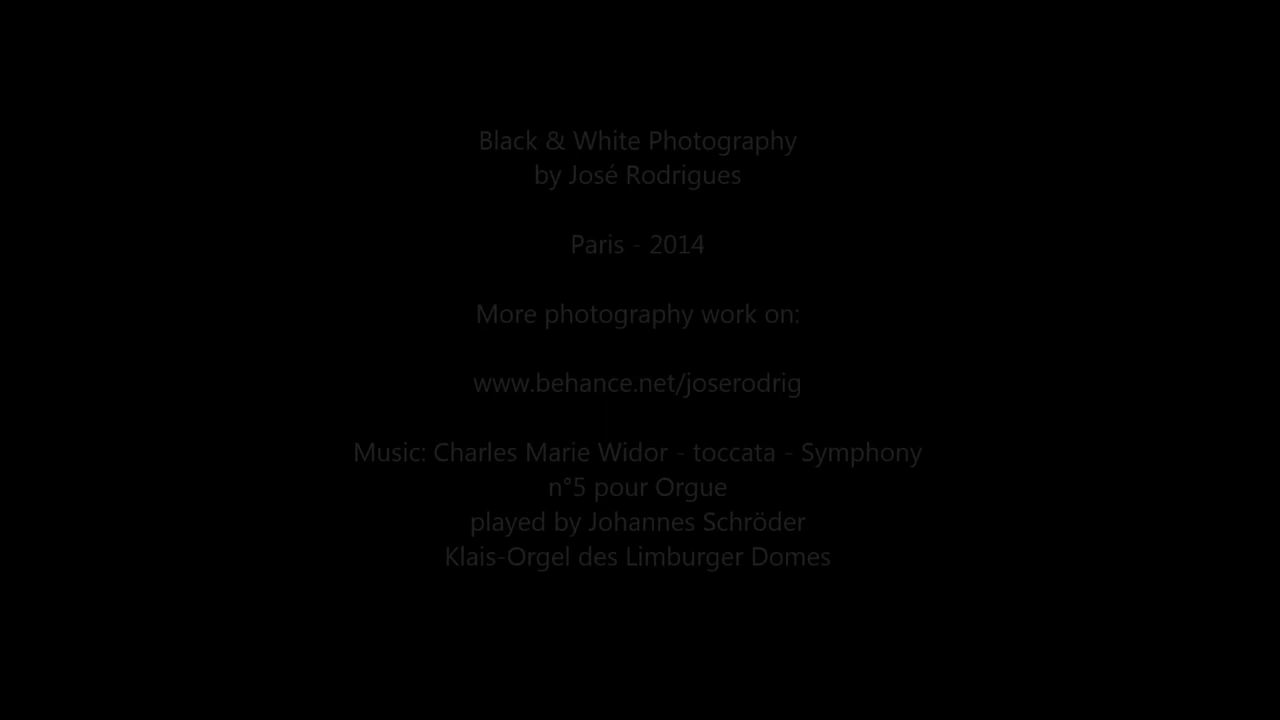 Black & White Photography
by José Rodrigues
Paris - 2014
More photography work on:
www.behance.net/joserodrig
Music: Charles Marie Widor - toccata - Symphony
n°5 pour Orgue
played by Johannes Schröder
Klais-Orgel des Limburger Domes